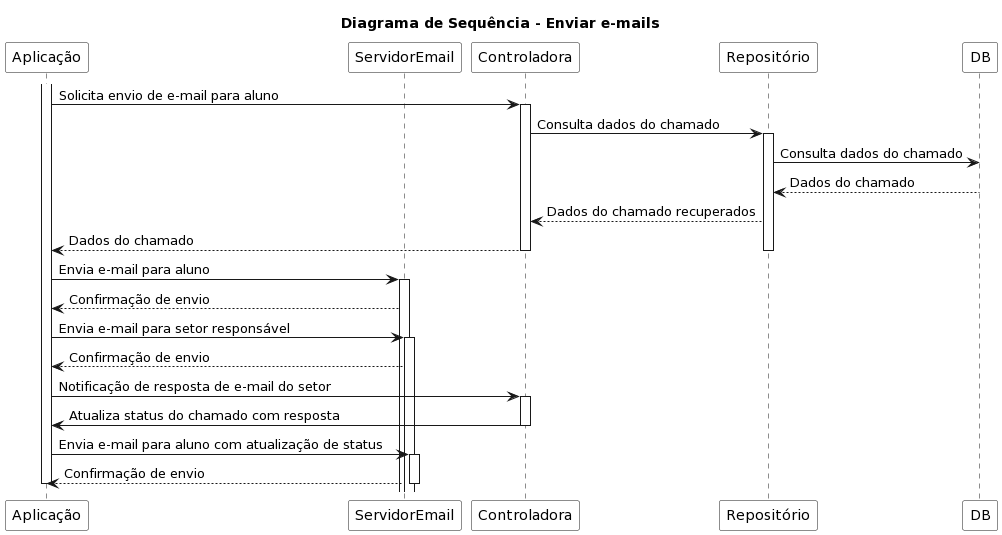 Diagrama de Sequência - Enviar e-mails
Aplicação
ServidorEmail
Controladora
Repositório
DB
Solicita envio de e-mail para aluno
Consulta dados do chamado
Consulta dados do chamado
Dados do chamado
Dados do chamado recuperados
Dados do chamado
Envia e-mail para aluno
Confirmação de envio
Envia e-mail para setor responsável
Confirmação de envio
Notificação de resposta de e-mail do setor
Atualiza status do chamado com resposta
Envia e-mail para aluno com atualização de status
Confirmação de envio
Aplicação
ServidorEmail
Controladora
Repositório
DB